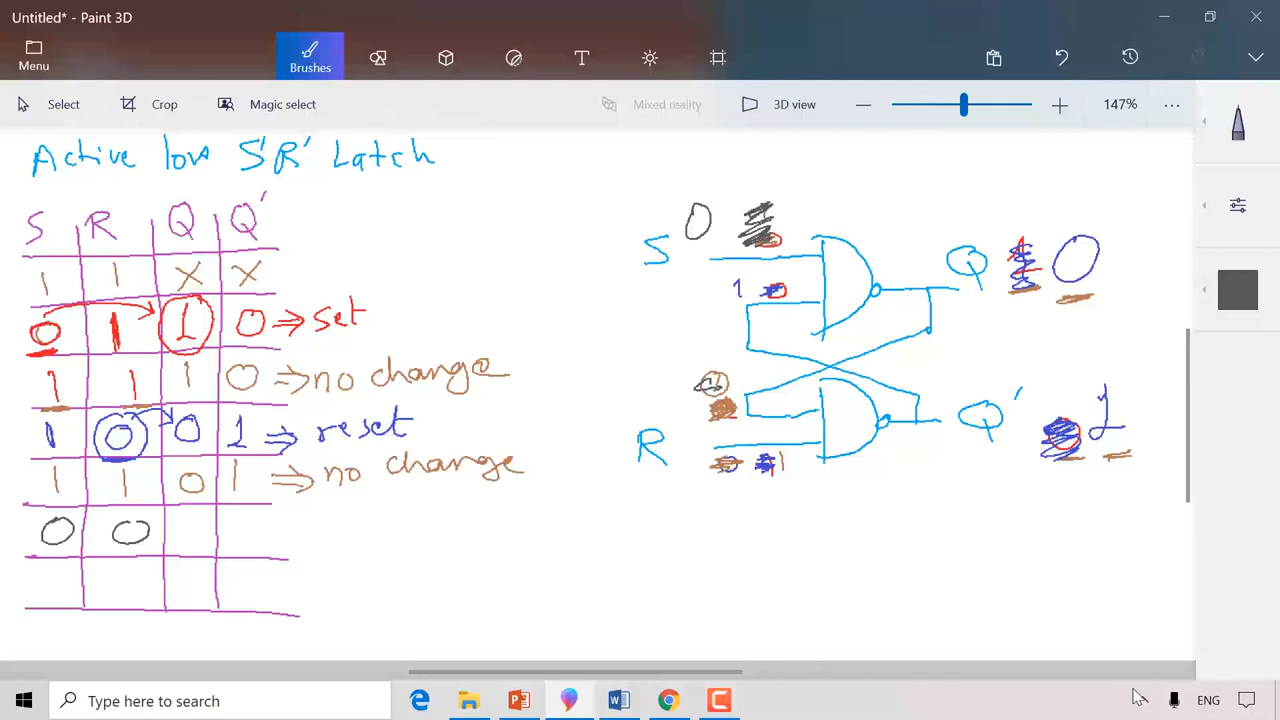 Untitled* - Paint 3D
Menu
Brushes
Select
Crop
Magic select
Mixed reality
3D view
147%
Active low S'R' Latch
S R Q Q'
1 1 X X
0 1 1 0 ⇒ set
1 1 1 0 ⇒ no change
1 0 0 1 ⇒ reset
1 1 0 1 ⇒ no change
0 0
S 0
1
Q 0
R 1
Q' 1
Type here to search
ENG